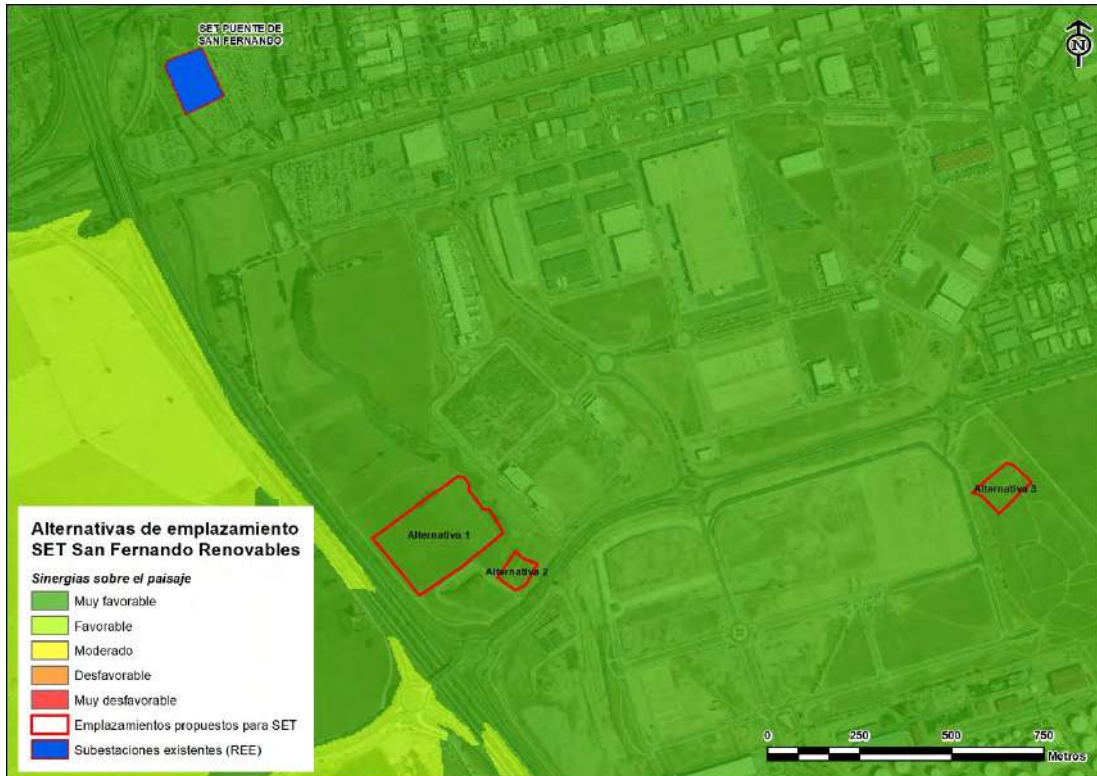 SET PUENTE DE
SAN FERNANDO
N
Alternativa 1
Alternativa 2
Alternativa 3
Alternativas de emplazamiento
SET San Fernando Renovables
Sinergias sobre el paisaje
Muy favorable
Favorable
Moderado
Desfavorable
Muy desfavorable
Emplazamientos propuestos para SET
Subestaciones existentes (REE)
0 250 500 750
Metros